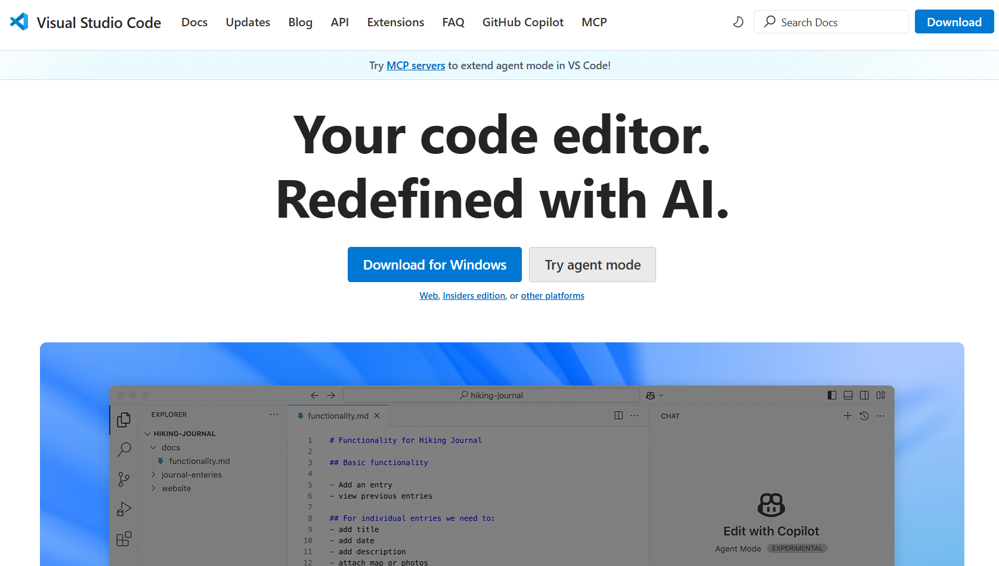 Visual Studio Code Docs Updates Blog API Extensions FAQ GitHub Copilot MCP Search Docs Download
Try MCP servers to extend agent mode in VS Code!
Your code editor.
Redefined with AI.
Download for Windows Try agent mode
Web, Insiders edition, or other platforms
hiking-journal
EXPLORER
HIKING-JOURNAL
docs
functionality.md
journal-enteries
website
functionality.md
1 # Functionality for Hiking Journal
2
3 ## Basic functionality
4
5 - Add an entry
6 - view previous entries
7
8 ## For individual entries we need to:
9 - add title
10 - add date
11 - add description
12 - attach map or photos
CHAT
Edit with Copilot
Agent Mode EXPERIMENTAL